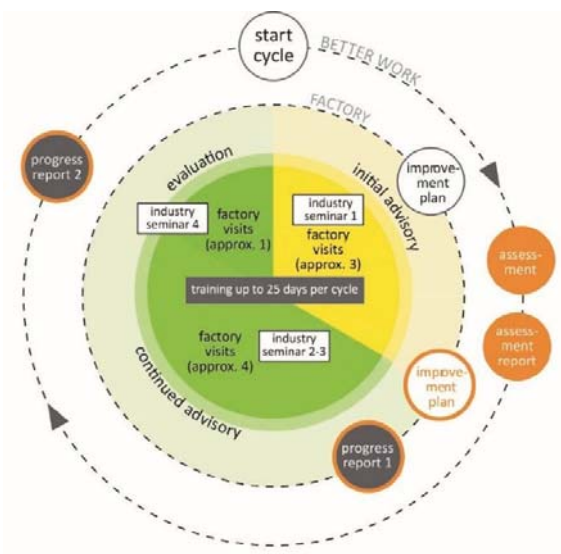 start
cycle
BETTER WORK
FACTORY
progress
report 2
evaluation
initial advisory
improve-
ment
plan
industry
seminar 4
factory
visits
(approx. 1)
industry
seminar 1
factory
visits
(approx. 3)
assess-
ment
training up to 25 days per cycle
assess-
ment
report
factory
visits
(approx. 4)
industry
seminar 2-3
improve-
ment
plan
continued advisory
progress
report 1